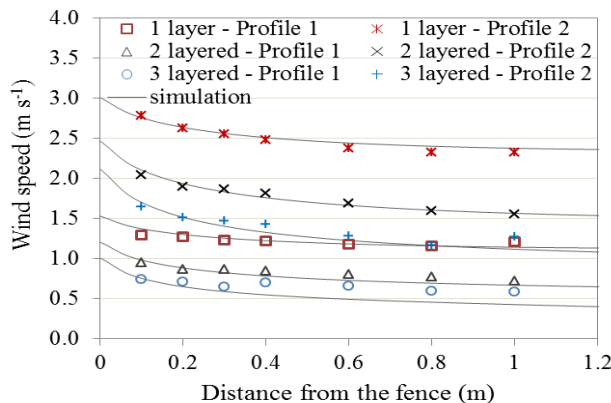 4.0
3.5
3.0
2.5
2.0
1.5
1.0
0.5
0.0
Wind speed (m s⁻¹)
1 layer - Profile 1
1 layer - Profile 2
2 layered - Profile 1
2 layered - Profile 2
3 layered - Profile 1
3 layered - Profile 2
simulation
0 0.2 0.4 0.6 0.8 1 1.2
Distance from the fence (m)